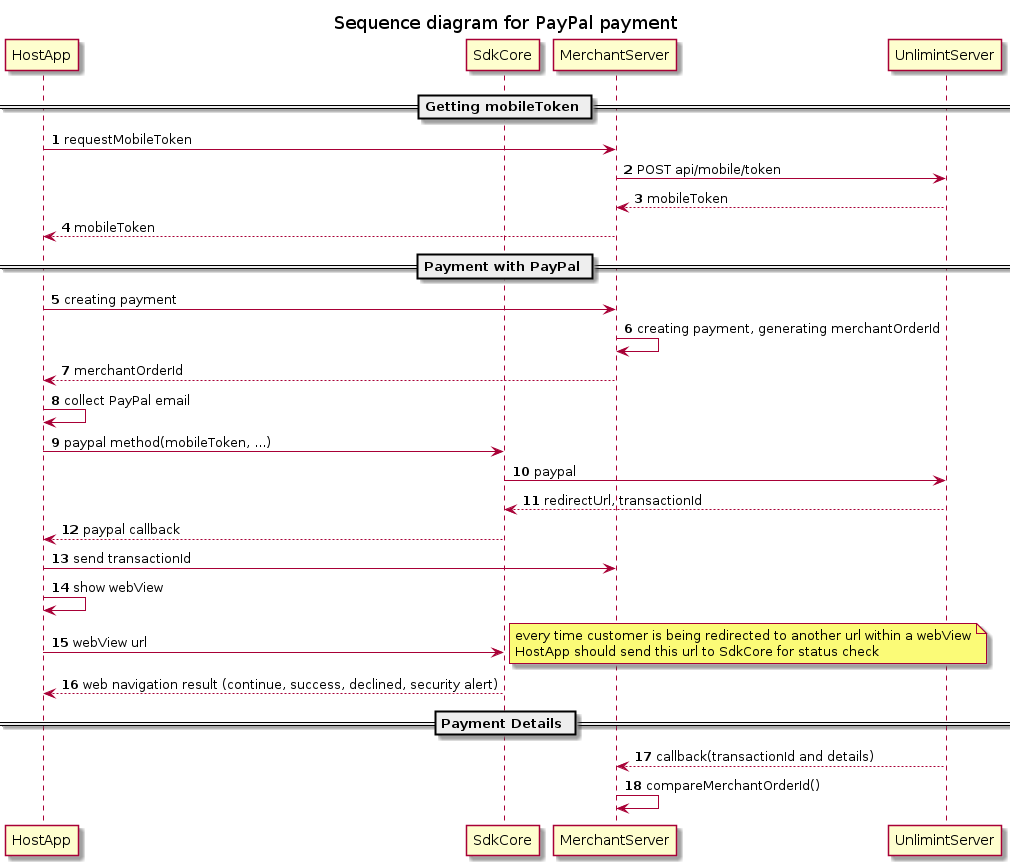 Sequence diagram for PayPal payment
HostApp
SdkCore
MerchantServer
UnlimintServer
Getting mobileToken
1 requestMobileToken
2 POST api/mobile/token
3 mobileToken
4 mobileToken
Payment with PayPal
5 creating payment
6 creating payment, generating merchantOrderId
7 merchantOrderId
8 collect PayPal email
9 paypal method(mobileToken, ...)
10 paypal
11 redirectUrl, transactionId
12 paypal callback
13 send transactionId
14 show webView
15 webView url
every time customer is being redirected to another url within a webView
HostApp should send this url to SdkCore for status check
16 web navigation result (continue, success, declined, security alert)
Payment Details
17 callback(transactionId and details)
18 compareMerchantOrderId()
HostApp
SdkCore
MerchantServer
UnlimintServer